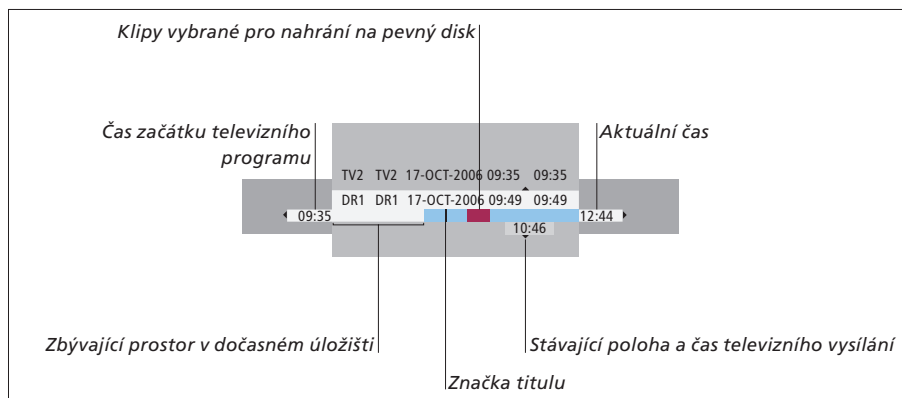 Klipy vybrané pro nahrání na pevný disk
Čas začátku televizního
programu
Aktuální čas
TV2 TV2 17-OCT-2006 09:35 09:35
DR1 DR1 17-OCT-2006 09:49 09:49
09:35
12:44
10:46
Zbývající prostor v dočasném úložišti
Stávající poloha a čas televizního vysílání
Značka titulu